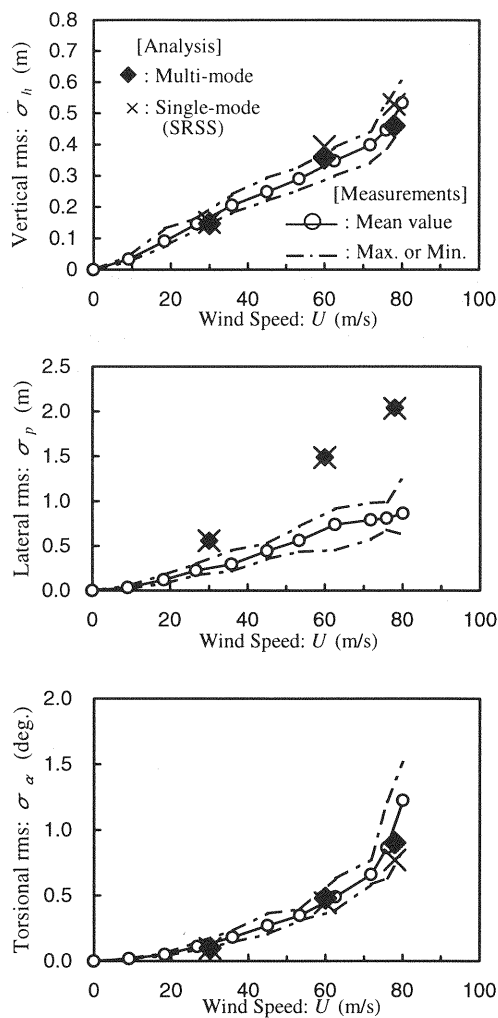 0.8
0.7
0.6
0.5
0.4
0.3
0.2
0.1
0
Vertical rms: σ h (m)
[Analysis]
: Multi-mode
: Single-mode
(SRSS)
[Measurements]
: Mean value
: Max. or Min.
0 20 40 60 80 100
Wind Speed: U (m/s)
2.5
2.0
1.5
1.0
0.5
0.0
Lateral rms: σ p (m)
0 20 40 60 80 100
Wind Speed: U (m/s)
2.0
1.5
1.0
0.5
0.0
Torsional rms: σ α (deg.)
0 20 40 60 80 100
Wind Speed: U (m/s)